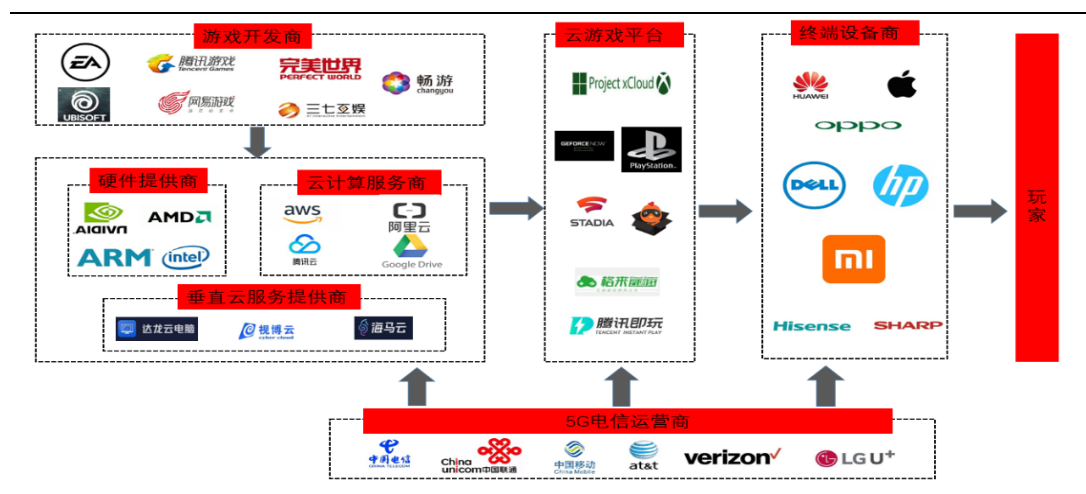 游戏开发商
EA
腾讯游戏
Tencent Games
完美世界
PERFECT WORLD
畅游
changyou
UBISOFT
网易游戏
三七互娱
硬件提供商
AMD
ARM
intel
云计算服务商
aws
阿里云
腾讯云
Google Drive
垂直云服务提供商
达龙云电脑
视博云
cyber cloud
海马云
云游戏平台
Project xCloud
GEFORCE NOW
PlayStation
STADIA
腾讯即玩
TENCENT INSTANT PLAY
终端设备商
HUAWEI
oppo
DELL
hp
mi
Hisense
SHARP
玩家
5G电信运营商
中国电信
CHINA TELECOM
China
unicom中国联通
中国移动
China Mobile
at&t
verizon
LG U+